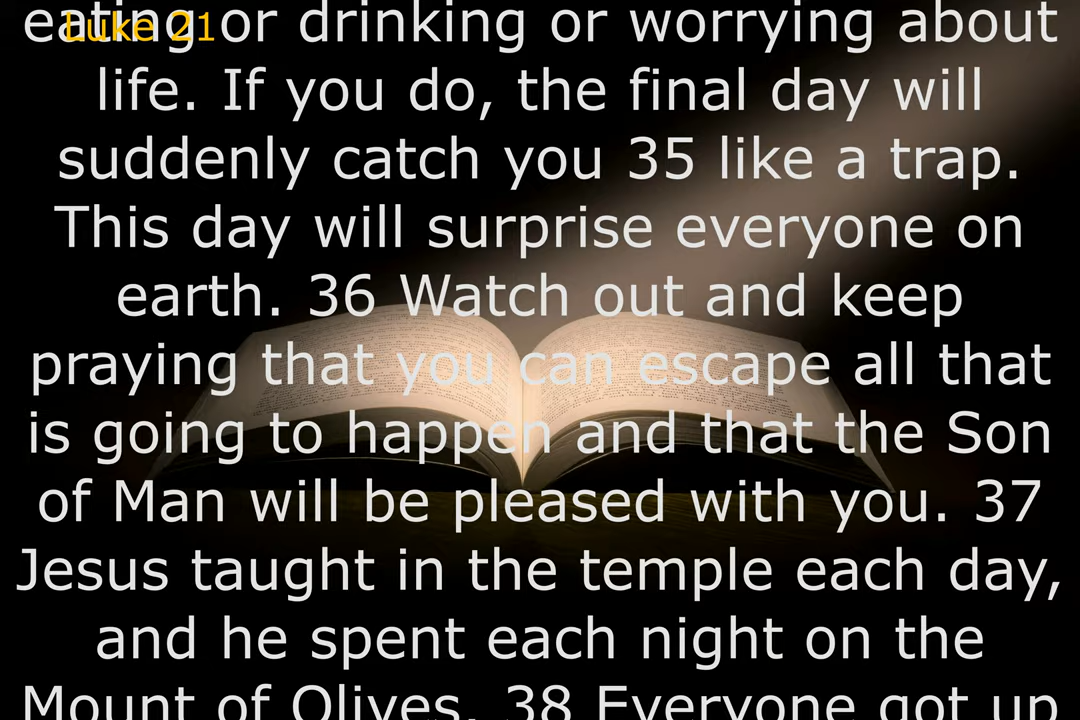 Luke 21
eating or drinking or worrying about
life. If you do, the final day will
suddenly catch you 35 like a trap.
This day will surprise everyone on
earth. 36 Watch out and keep
praying that you can escape all that
is going to happen and that the Son
of Man will be pleased with you. 37
Jesus taught in the temple each day,
and he spent each night on the
Mount of Olives. 38 Everyone got up